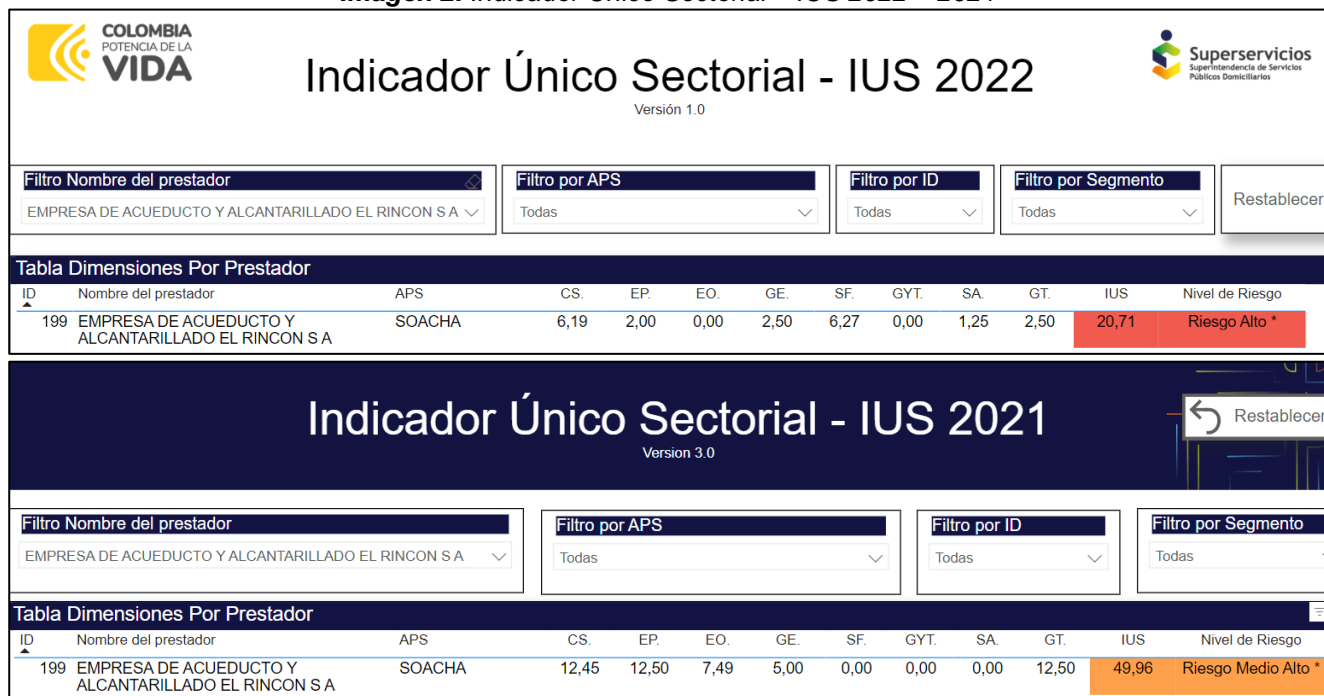 COLOMBIA
POTENCIA DE LA
VIDA
Indicador Único Sectorial - IUS 2022
Versión 1.0
Superservicios
Superintendencia de Servicios
Públicos Domiciliarios
Filtro Nombre del prestador
EMPRESA DE ACUEDUCTO Y ALCANTARILLADO EL RINCON S A
Filtro por APS
Todas
Filtro por ID
Todas
Filtro por Segmento
Todas
Restablecer
Tabla Dimensiones Por Prestador
ID Nombre del prestador APS CS. EP. EO. GE. SF. GYT. SA. GT. IUS Nivel de Riesgo
199 EMPRESA DE ACUEDUCTO Y SOACHA 6,19 2,00 0,00 2,50 6,27 0,00 1,25 2,50 20,71 Riesgo Alto *
ALCANTARILLADO EL RINCON S A
Indicador Único Sectorial - IUS 2021
Version 3.0
Restablecer
Filtro Nombre del prestador
EMPRESA DE ACUEDUCTO Y ALCANTARILLADO EL RINCON S A
Filtro por APS
Todas
Filtro por ID
Todas
Filtro por Segmento
Todas
Tabla Dimensiones Por Prestador
ID Nombre del prestador APS CS. EP. EO. GE. SF. GYT. SA. GT. IUS Nivel de Riesgo
199 EMPRESA DE ACUEDUCTO Y SOACHA 12,45 12,50 7,49 5,00 0,00 0,00 0,00 12,50 49,96 Riesgo Medio Alto *
ALCANTARILLADO EL RINCON S A